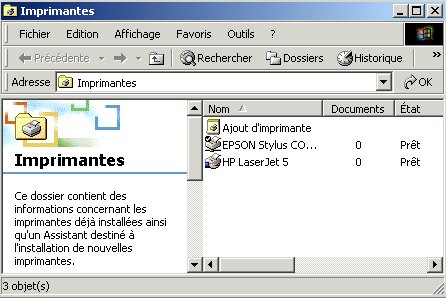 Imprimantes
Fichier Edition Affichage Favoris Outils ?
Précédente Rechercher Dossiers Historique
Adresse Imprimantes OK
Nom Documents État
Ajout d'imprimante
EPSON Stylus CO... 0 Prêt
HP LaserJet 5 0 Prêt
Imprimantes
Ce dossier contient des
informations concernant les
imprimantes déjà installées ainsi
qu'un Assistant destiné à
l'installation de nouvelles
imprimantes.
3 objet(s)